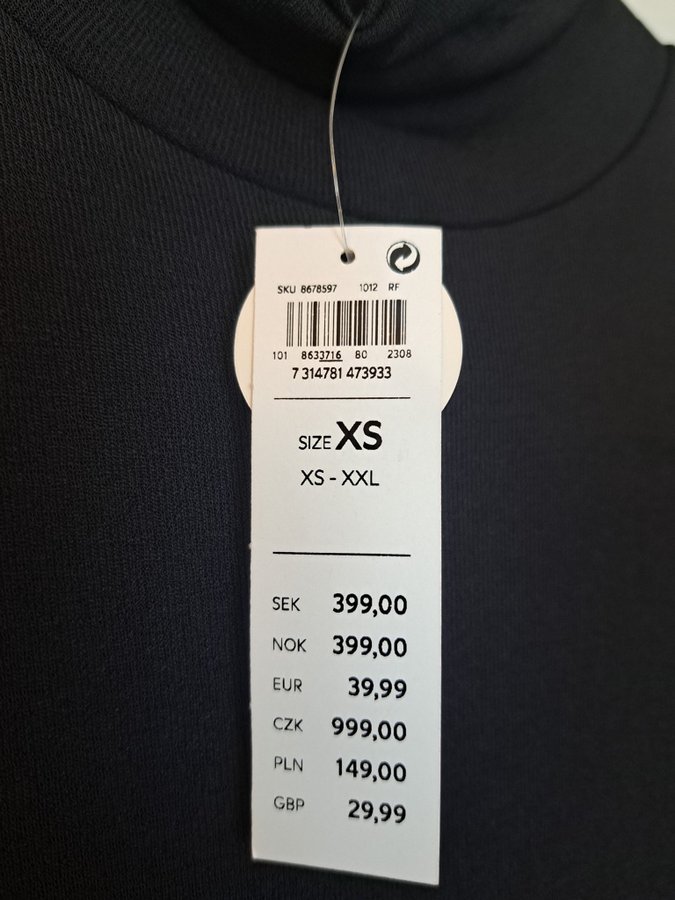 SKU 8678597 1012 RF
101 8633716 80 2308
7 314781 473933
SIZE XS
XS - XXL
SEK 399,00
NOK 399,00
EUR 39,99
CZK 999,00
PLN 149,00
GBP 29,99